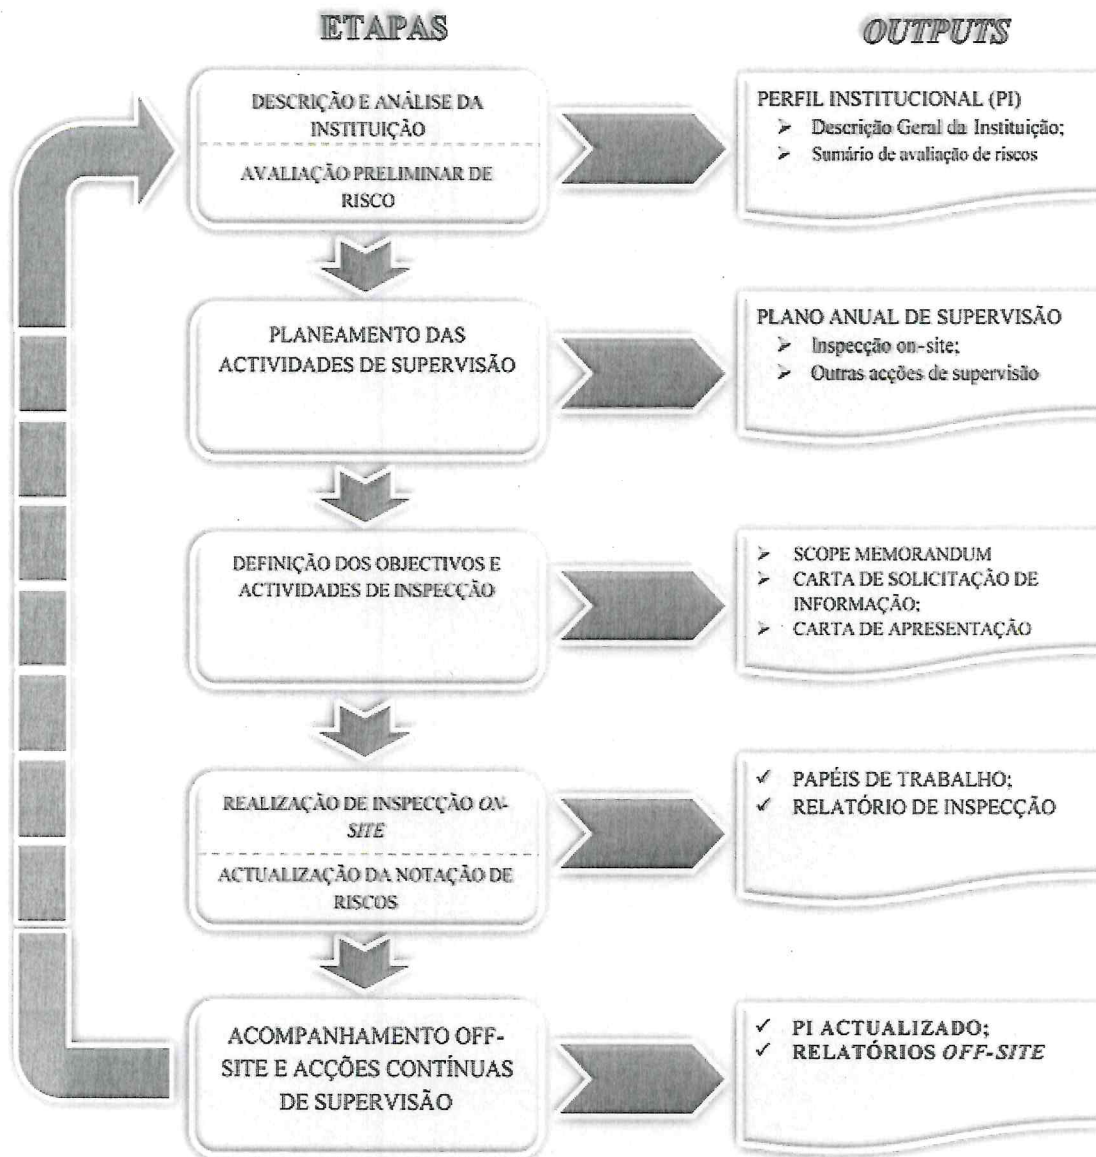 ETAPAS
OUTPUTS
DESCRIÇÃO E ANÁLISE DA
INSTITUIÇÃO
AVALIAÇÃO PRELIMINAR DE
RISCO
PERFIL INSTITUCIONAL (PI)
➢ Descrição Geral da Instituição;
➢ Sumário de avaliação de riscos
PLANEAMENTO DAS
ACTIVIDADES DE SUPERVISÃO
PLANO ANUAL DE SUPERVISÃO
➢ Inspecção on-site;
➢ Outras acções de supervisão
DEFINIÇÃO DOS OBJECTIVOS E
ACTIVIDADES DE INSPECÇÃO
➢ SCOPE MEMORANDUM
➢ CARTA DE SOLICITAÇÃO DE
INFORMAÇÃO;
➢ CARTA DE APRESENTAÇÃO
REALIZAÇÃO DE INSPECÇÃO ON-
SITE
ACTUALIZAÇÃO DA NOTAÇÃO DE
RISCOS
✓ PAPÉIS DE TRABALHO;
✓ RELATÓRIO DE INSPECÇÃO
ACOMPANHAMENTO OFF-
SITE E ACÇÕES CONTÍNUAS
DE SUPERVISÃO
✓ PI ACTUALIZADO;
✓ RELATÓRIOS OFF-SITE